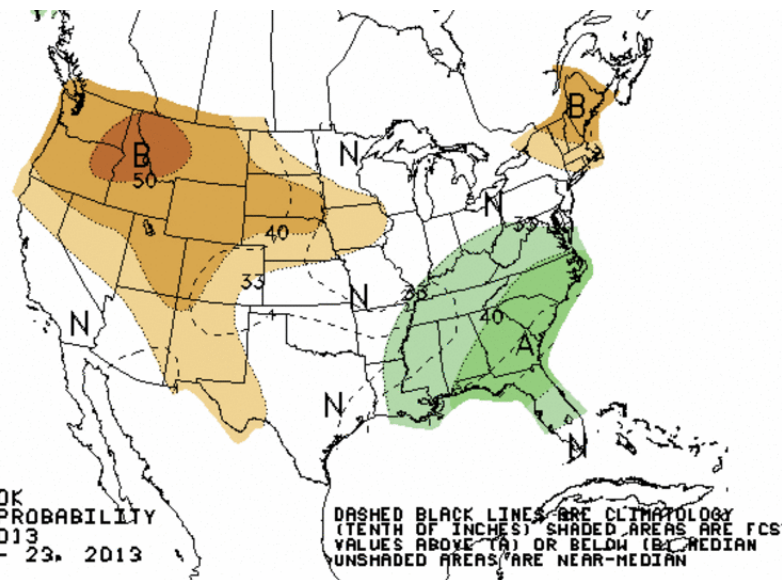 B
N
B
50
N
40
33
33
N
N
40
A
N
N
OK
PROBABILITY
013
- 23, 2013
DASHED BLACK LINES ARE CLIMATOLOGY
(TENTH OF INCHES) SHADED AREAS ARE FCS
VALUES ABOVE (A) OR BELOW (B) MEDIAN
UNSHADED AREAS ARE NEAR-MEDIAN